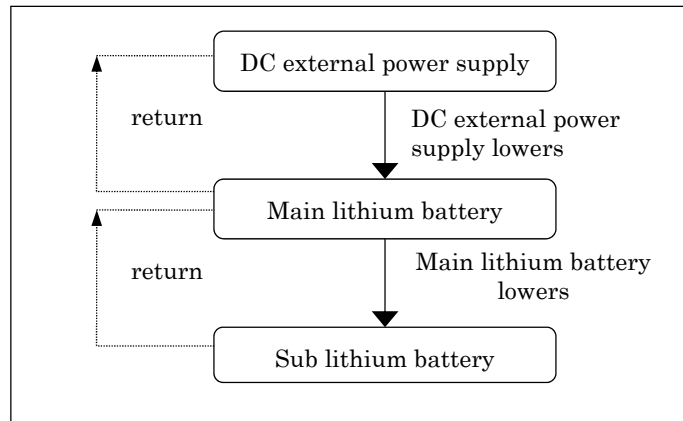 DC external power supply
return
DC external power
supply lowers
Main lithium battery
return
Main lithium battery
lowers
Sub lithium battery